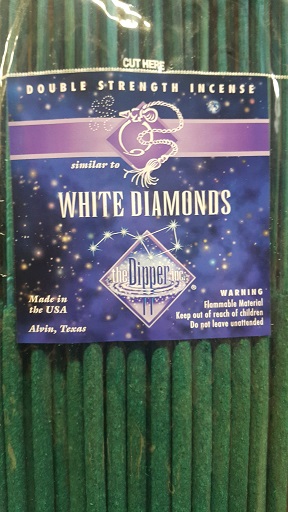 CUT HERE
DOUBLE STRENGTH INCENSE
similar to
WHITE DIAMONDS
the Dipper, inc.
®
Made in
the USA
Alvin, Texas
WARNING
Flammable Material
Keep out of reach of children
Do not leave unattended